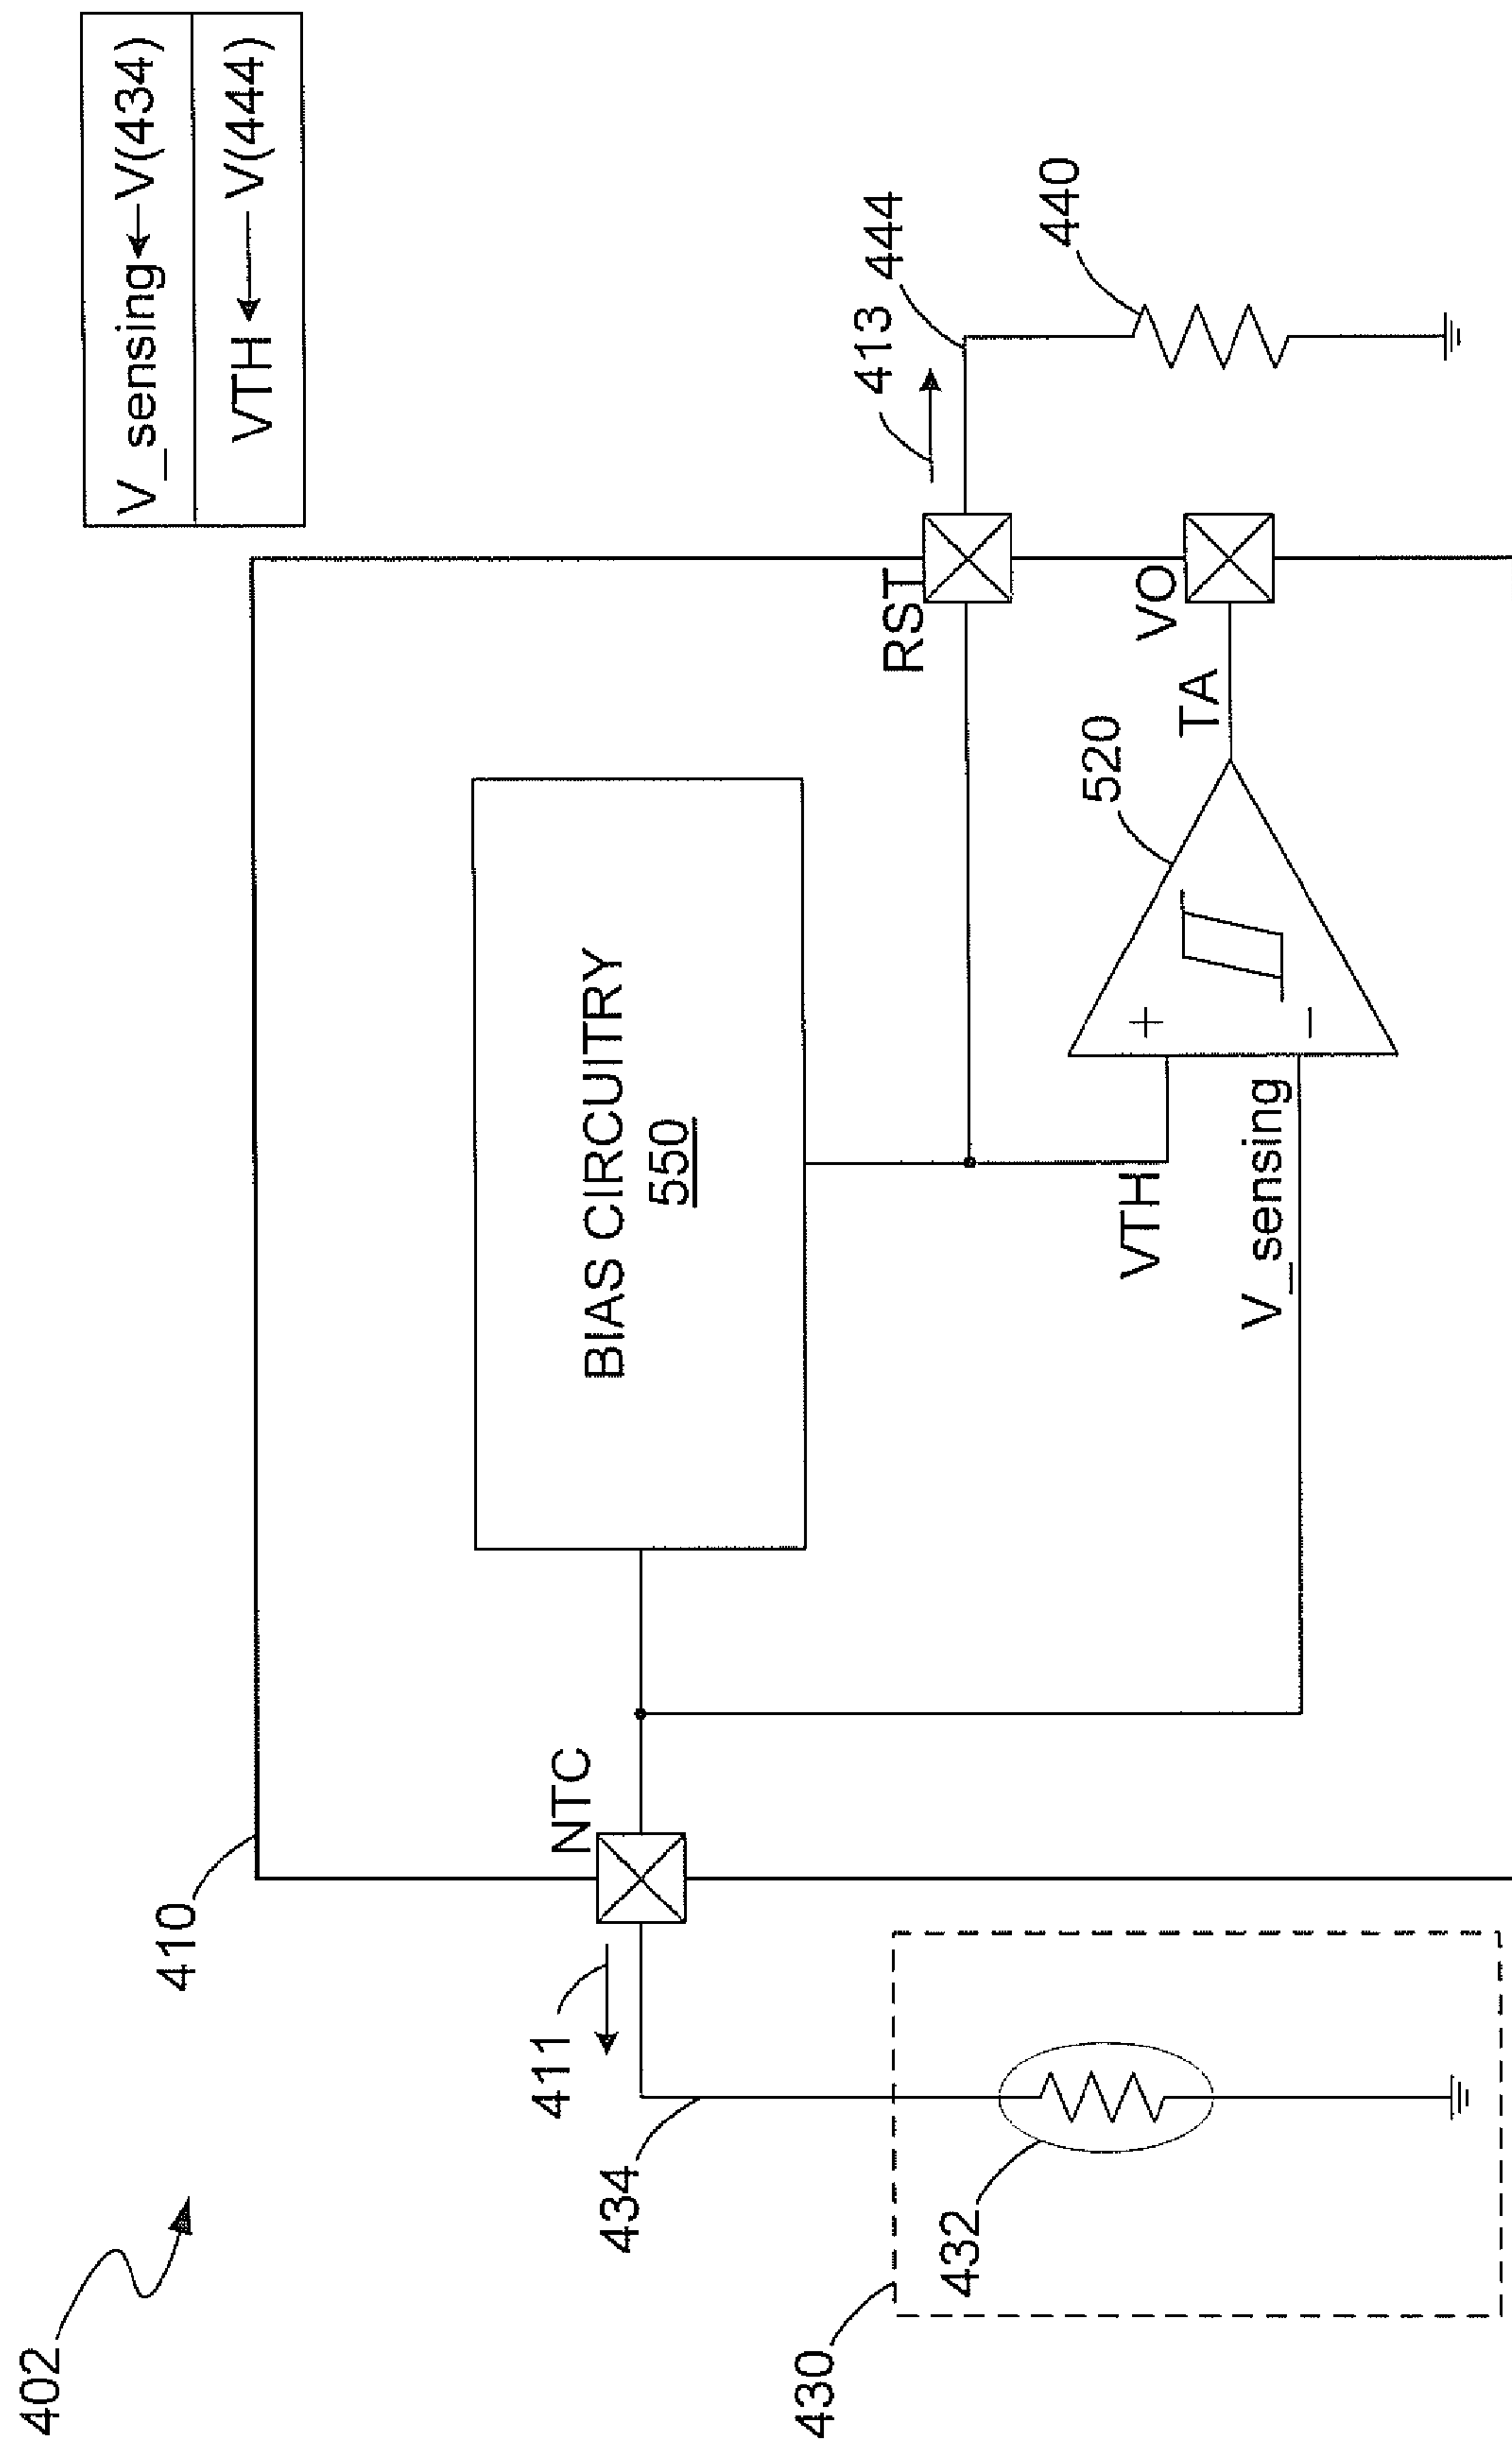 402
410
V_sensing←V(434)
VTH ← V(444)
BIAS CIRCUITRY
550
NTC
411
434
430
432
RST
413
444
440
VTH
V_sensing
+
−
520
TA
VO